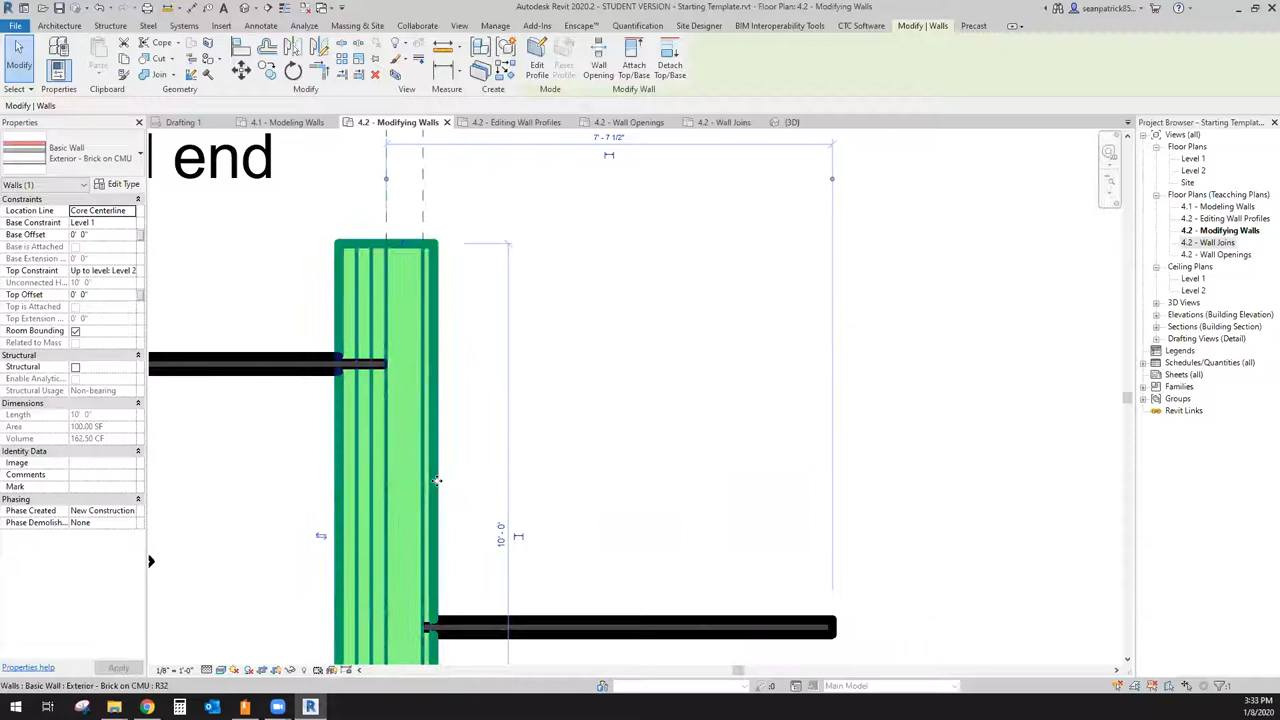 Autodesk Revit 2020.2 - STUDENT VERSION - Starting Template.rvt - Floor Plan: 4.2 - Modifying Walls
seanpatrick85...
File Architecture Structure Steel Systems Insert Annotate Analyze Massing & Site Collaborate View Manage Add-Ins Enscape™ Quantification Site Designer BIM Interoperability Tools CTC Software Modify | Walls Precast
Modify Properties Paste Cope Cut Join Edit Profile Reset Profile Wall Opening Attach Top/Base Detach Top/Base
Select Properties Clipboard Geometry Modify View Measure Create Mode Modify Wall
Modify | Walls
Properties
Drafting 1 4.1 - Modeling Walls 4.2 - Modifying Walls 4.2 - Editing Wall Profiles 4.2 - Wall Openings 4.2 - Wall Joins {3D}
Project Browser - Starting Templat...
Basic Wall
Exterior - Brick on CMU
Walls (1) Edit Type
Constraints
Location Line Core Centerline
Base Constraint Level 1
Base Offset 0' 0"
Base is Attached
Base Extension ...
Top Constraint Up to level: Level 2
Unconnected H... 10' 0"
Top Offset 0' 0"
Top is Attached
Top Extension ...
Room Bounding
Related to Mass
Structural
Structural
Enable Analytic...
Structural Usage Non-bearing
Dimensions
Length 10' 0"
Area 100.00 SF
Volume 162.50 CF
Identity Data
Image
Comments
Mark
Phasing
Phase Created New Construction
Phase Demolish... None
Properties help Apply
l end
7' - 7 1/2"
10' - 0"
Views (all)
Floor Plans
Level 1
Level 2
Site
Floor Plans (Teacching Plans)
4.1 - Modeling Walls
4.2 - Editing Wall Profiles
4.2 - Modifying Walls
4.2 - Wall Joins
4.2 - Wall Openings
Ceiling Plans
Level 1
Level 2
3D Views
Elevations (Building Elevation)
Sections (Building Section)
Drafting Views (Detail)
Legends
Schedules/Quantities (all)
Sheets (all)
Families
Groups
Revit Links
1/8" = 1'-0"
Walls : Basic Wall : Exterior - Brick on CMU : R32
:0
Main Model
:1
3:33 PM
1/8/2020